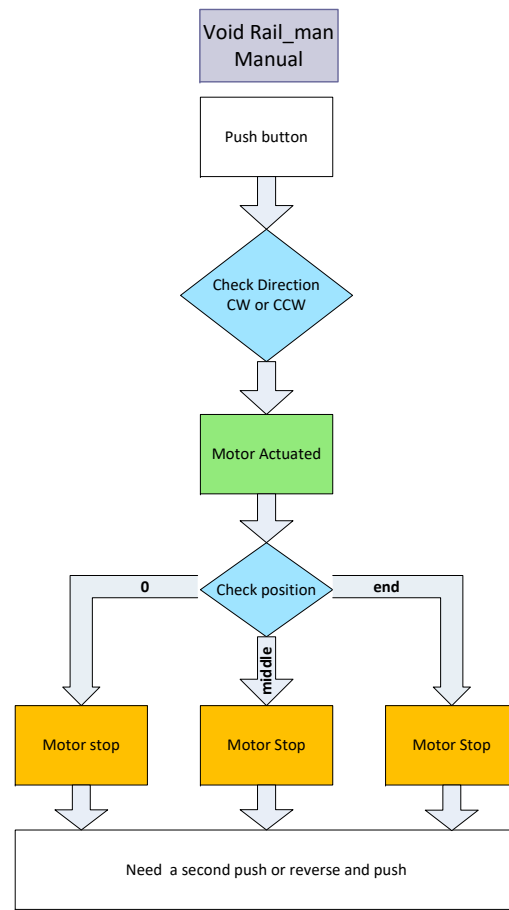 Void Rail_man
Manual
Push button
Check Direction
CW or CCW
Motor Actuated
Check position
0
middle
end
Motor stop
Motor Stop
Motor Stop
Need  a second push or reverse and push